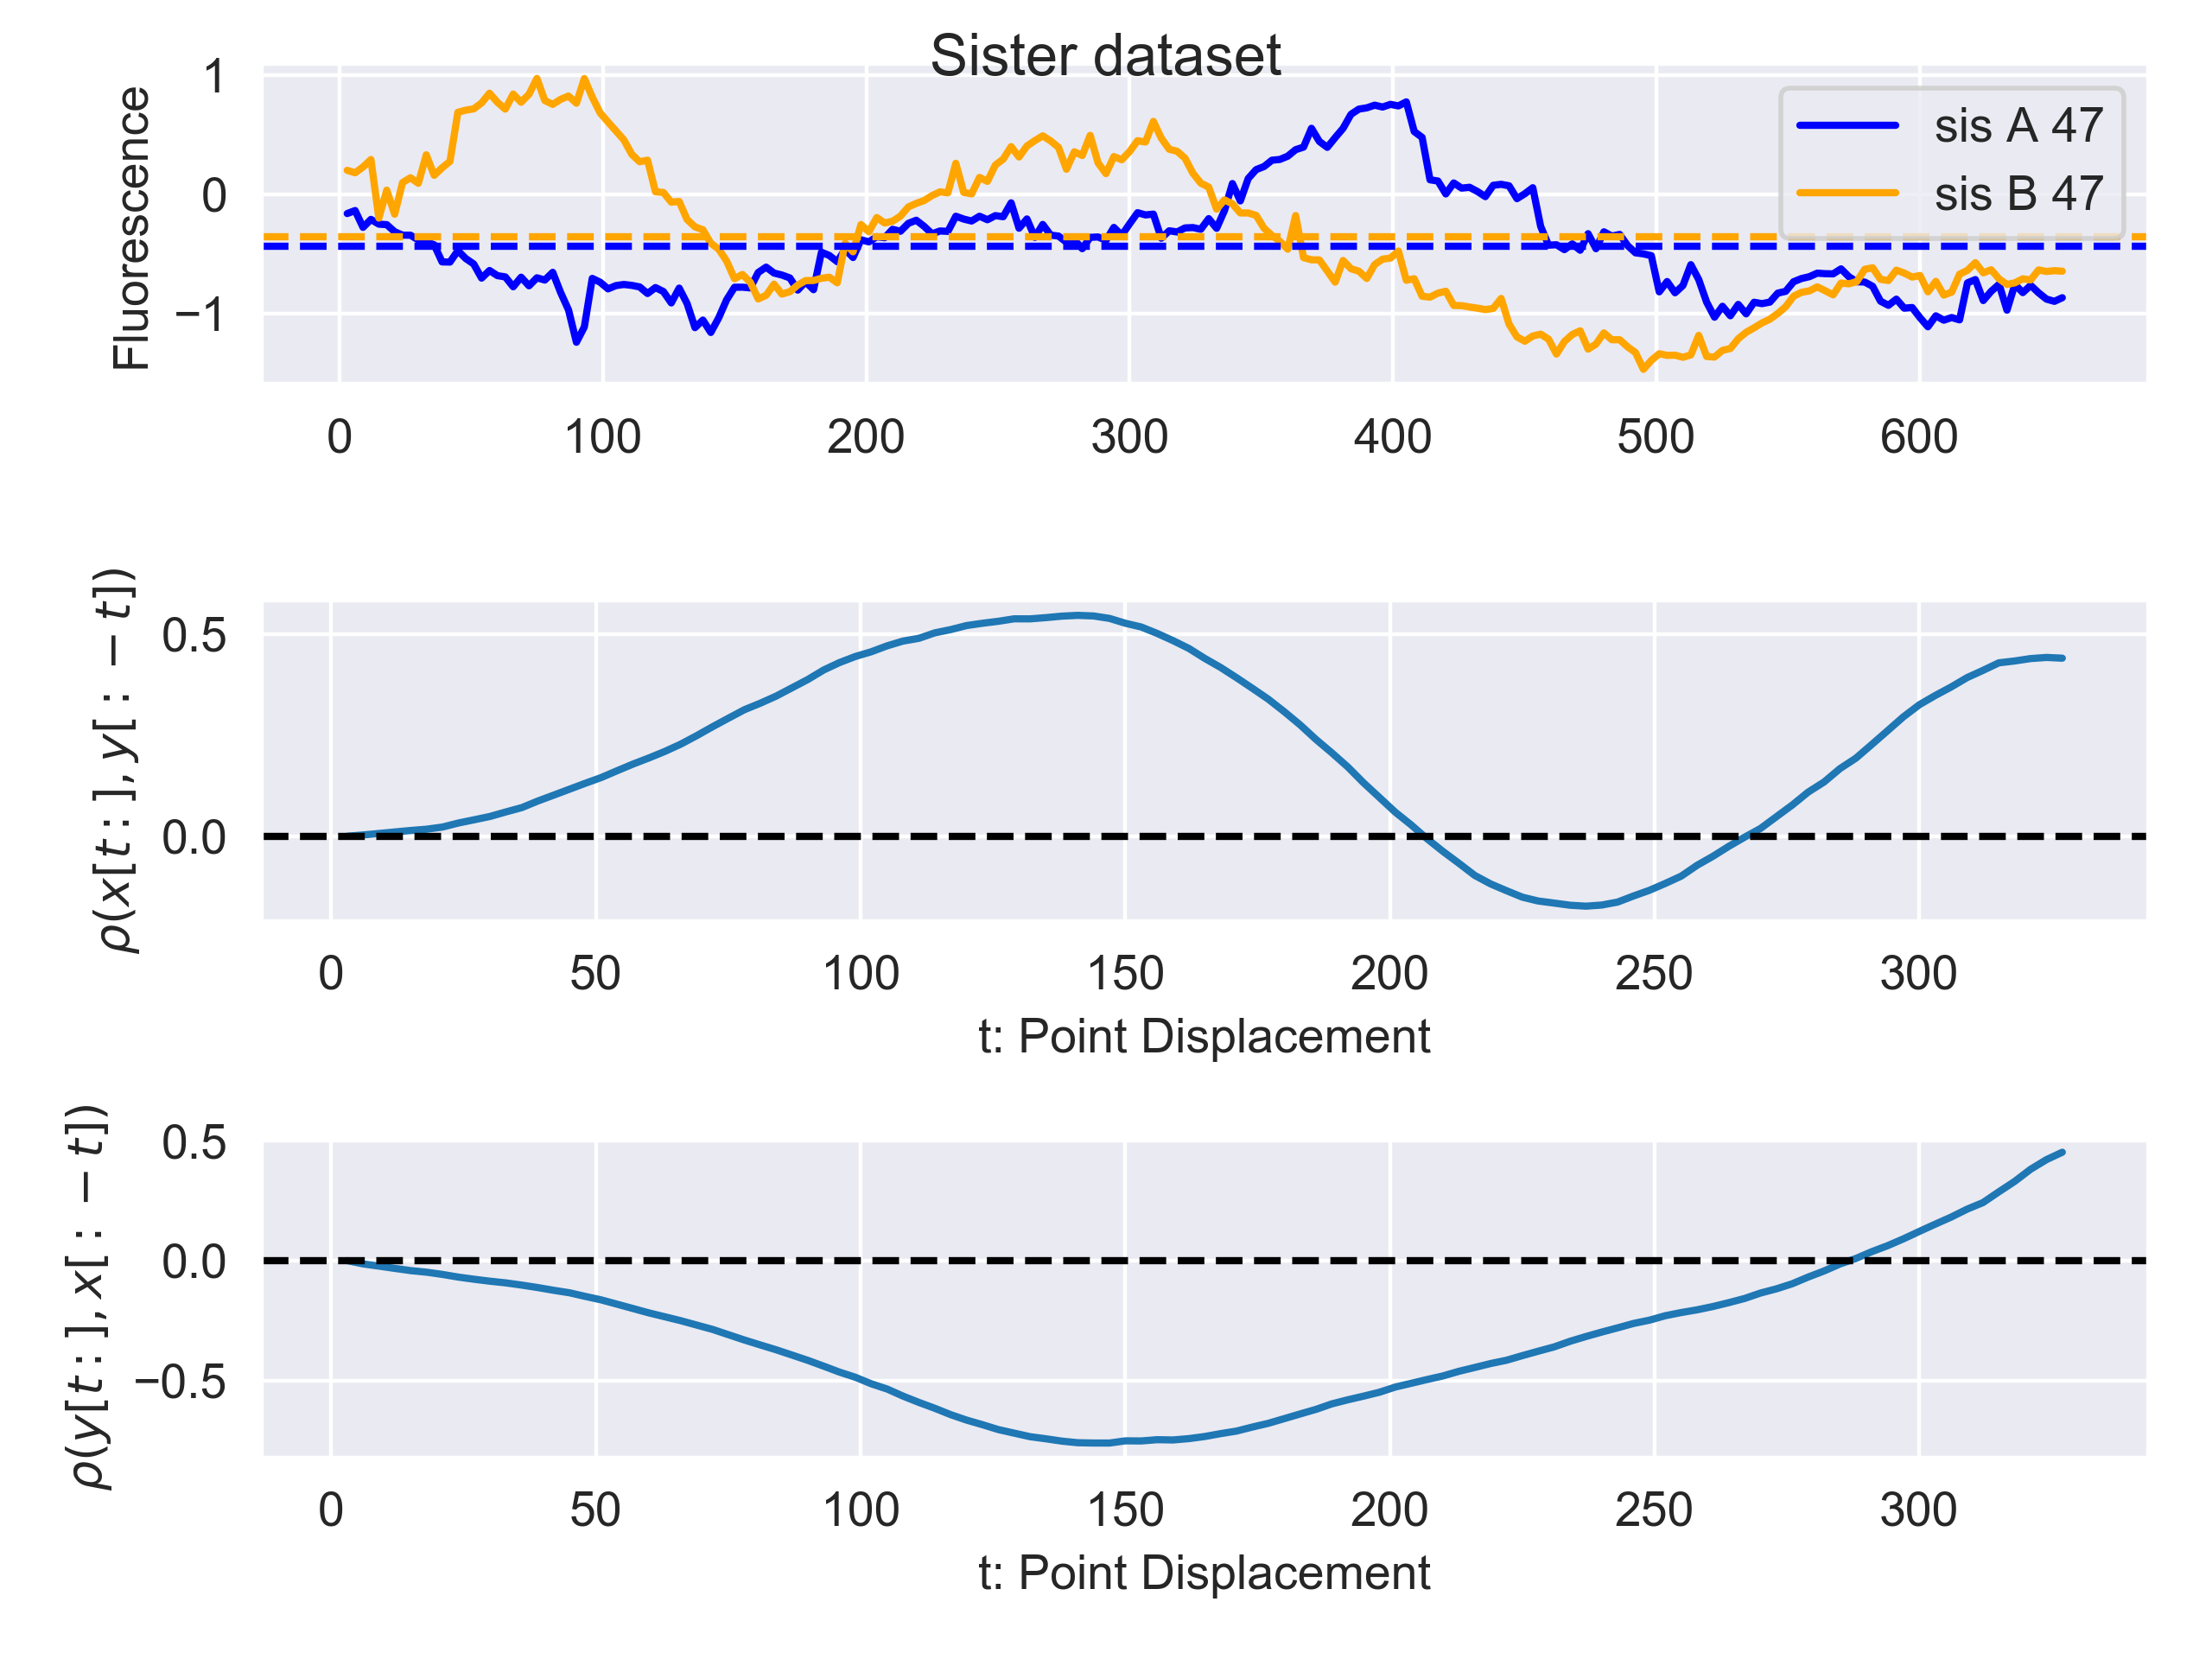 Sister dataset
Fluorescence
1
0
−1
sis A 47
sis B 47
0 100 200 300 400 500 600
ρ(x[t:], y[: − t])
0.5
0.0
0 50 100 150 200 250 300
t: Point Displacement
ρ(y[t:], x[: − t])
0.5
0.0
−0.5
0 50 100 150 200 250 300
t: Point Displacement